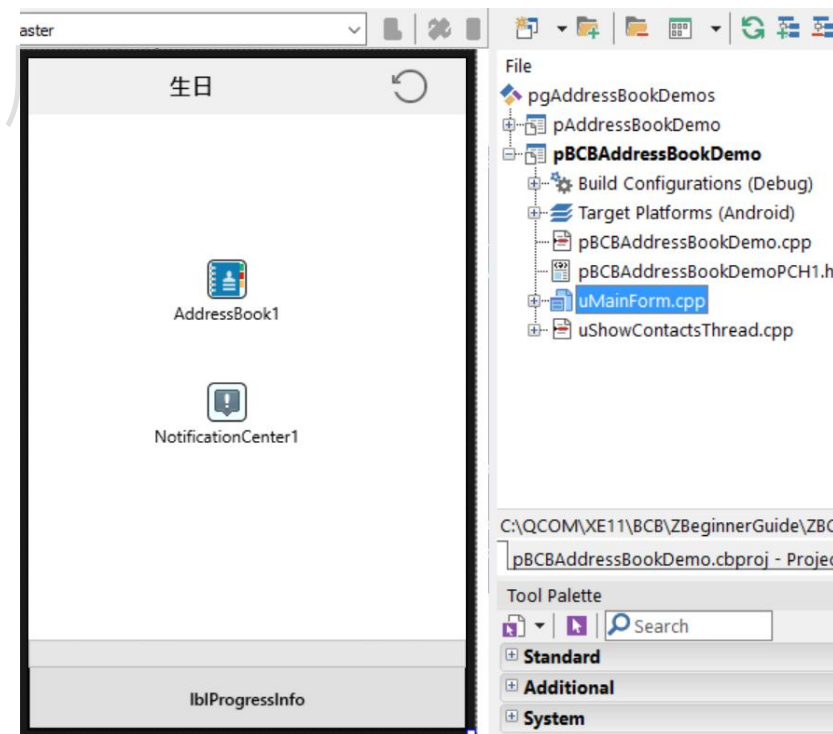 aster
生日
AddressBook1
NotificationCenter1
lblProgressInfo
File
pgAddressBookDemos
pAddressBookDemo
pBCBAddressBookDemo
Build Configurations (Debug)
Target Platforms (Android)
pBCBAddressBookDemo.cpp
pBCBAddressBookDemoPCH1.h
uMainForm.cpp
uShowContactsThread.cpp
C:\QCOM\XE11\BCB\ZBeginnerGuide\ZBC
pBCBAddressBookDemo.cbproj - Projec
Tool Palette
Search
Standard
Additional
System